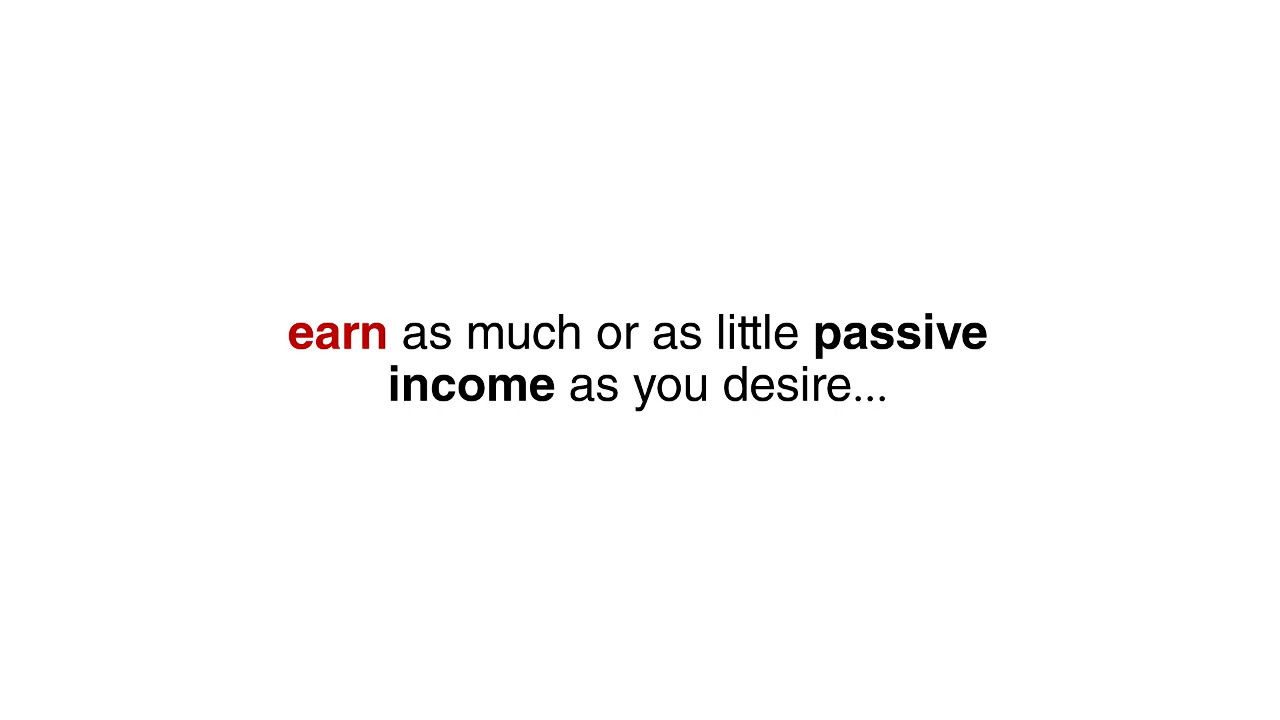 earn as much or as little passive
income as you desire...